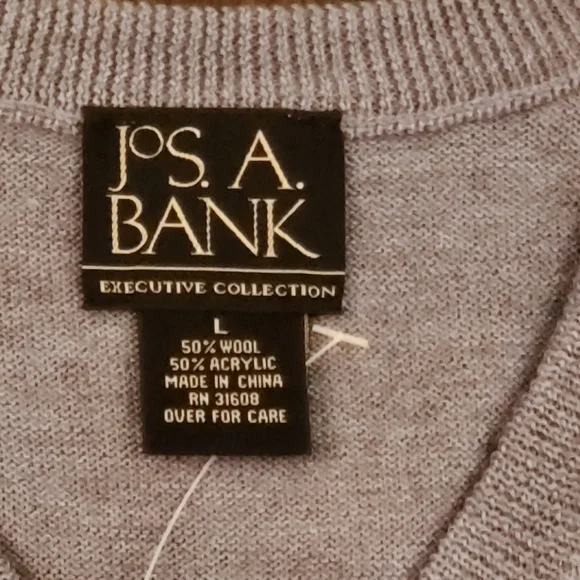 JOS. A.
BANK
EXECUTIVE COLLECTION
L
50% WOOL
50% ACRYLIC
MADE IN CHINA
RN 31608
OVER FOR CARE